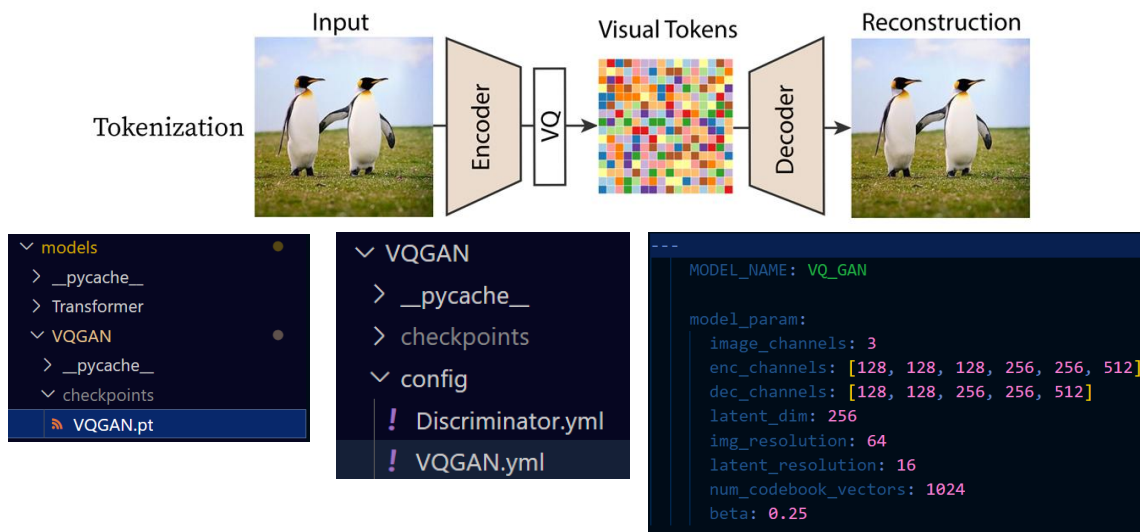 Input
Visual Tokens
Reconstruction
Tokenization
Encoder
VQ
Decoder
models
__pycache__
Transformer
VQGAN
__pycache__
checkpoints
VQGAN.pt
VQGAN
__pycache__
checkpoints
config
! Discriminator.yml
! VQGAN.yml
---
MODEL_NAME: VQ_GAN
model_param:
image_channels: 3
enc_channels: [128, 128, 128, 256, 256, 512]
dec_channels: [128, 128, 256, 256, 512]
latent_dim: 256
img_resolution: 64
latent_resolution: 16
num_codebook_vectors: 1024
beta: 0.25